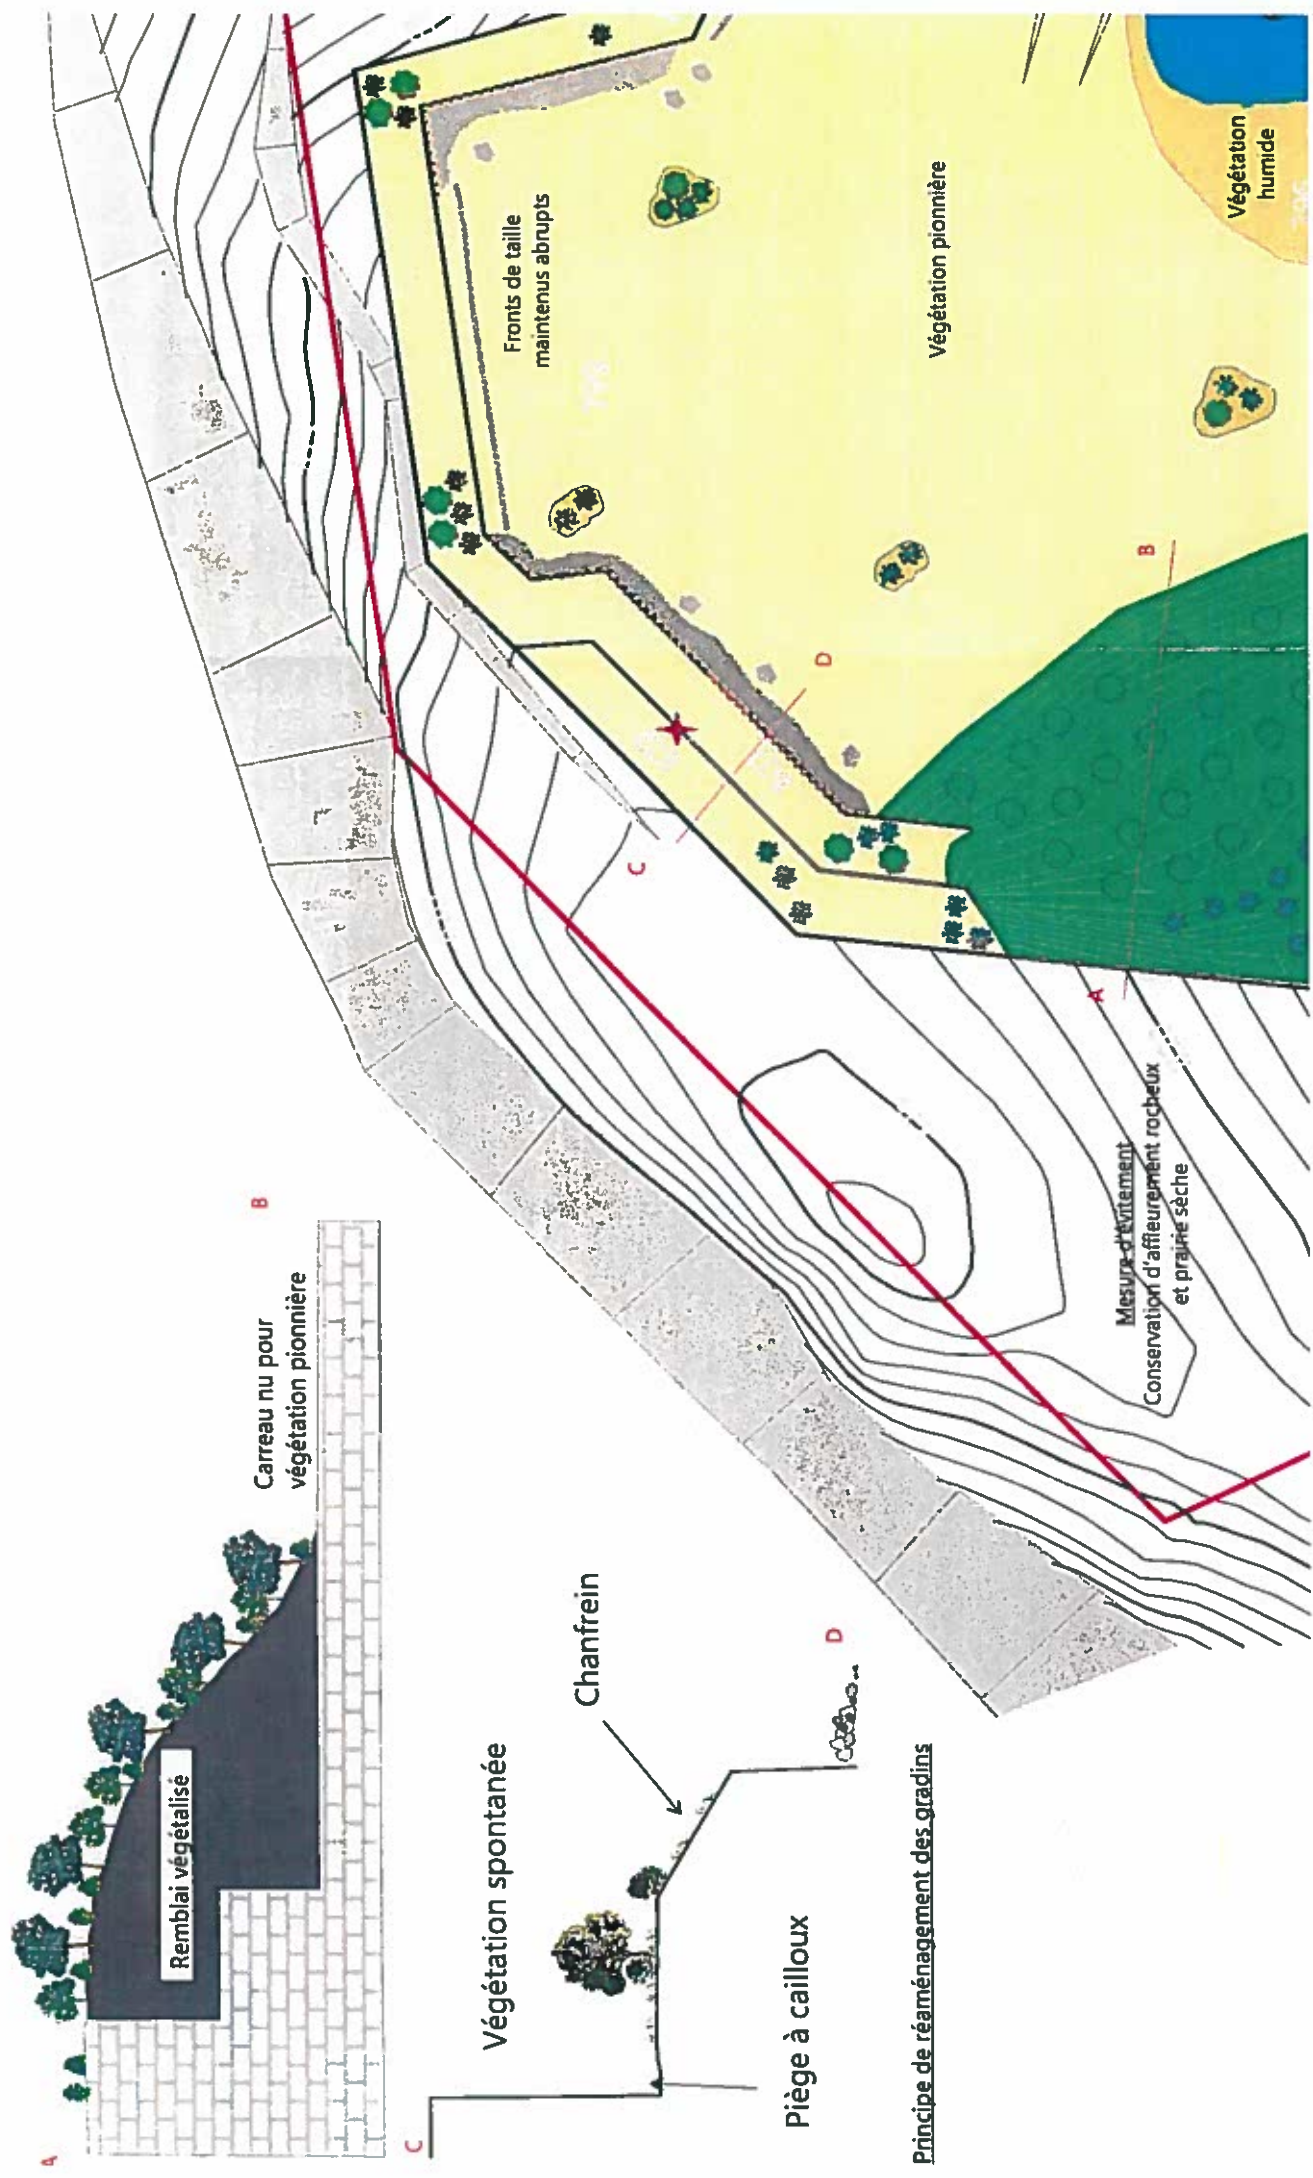 A
B
Remblai végétalisé
Carreau nu pour
végétation pionnière
C
D
Végétation spontanée
Chanfrein
Piège à cailloux
Principe de réaménagement des gradins
Mesure d'évitement
Conservation d'affleurement rocheux
et prairie sèche
A
B
C
D
Fronts de taille
maintenus abrupts
Végétation pionnière
Végétation
humide